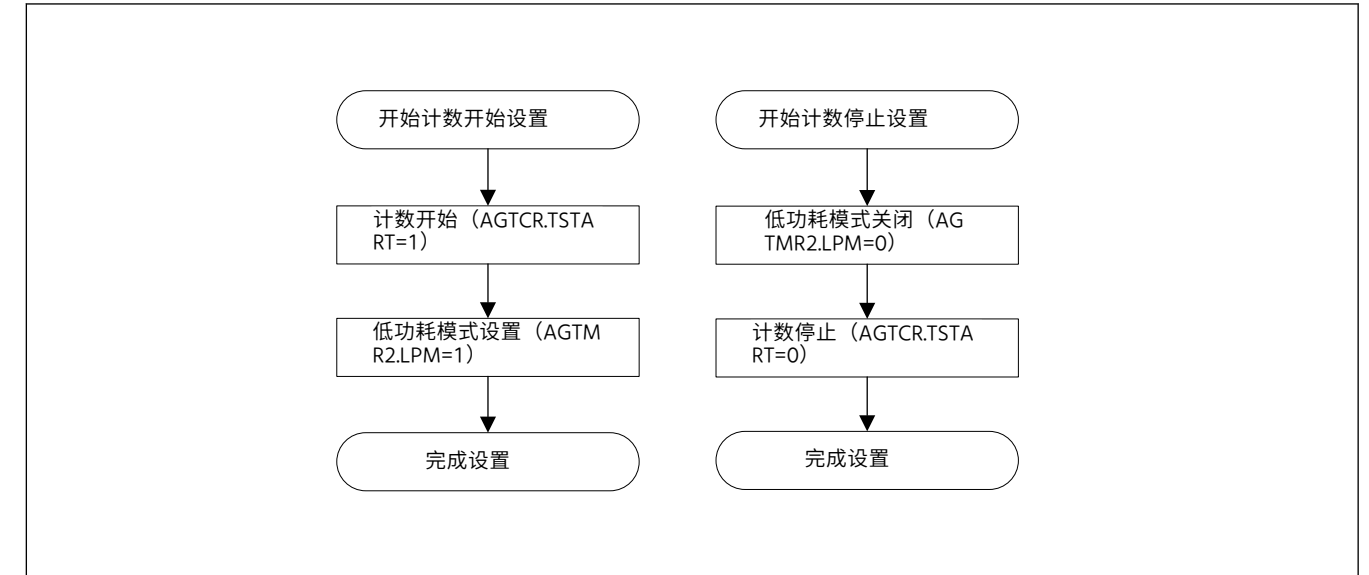 开始计数开始设置
计数开始（AGTCR.TSTA
RT=1）
低功耗模式设置（AGTM
R2.LPM=1）
完成设置
开始计数停止设置
低功耗模式关闭（AG
TMR2.LPM=0）
计数停止（AGTCR.TSTA
RT=0）
完成设置